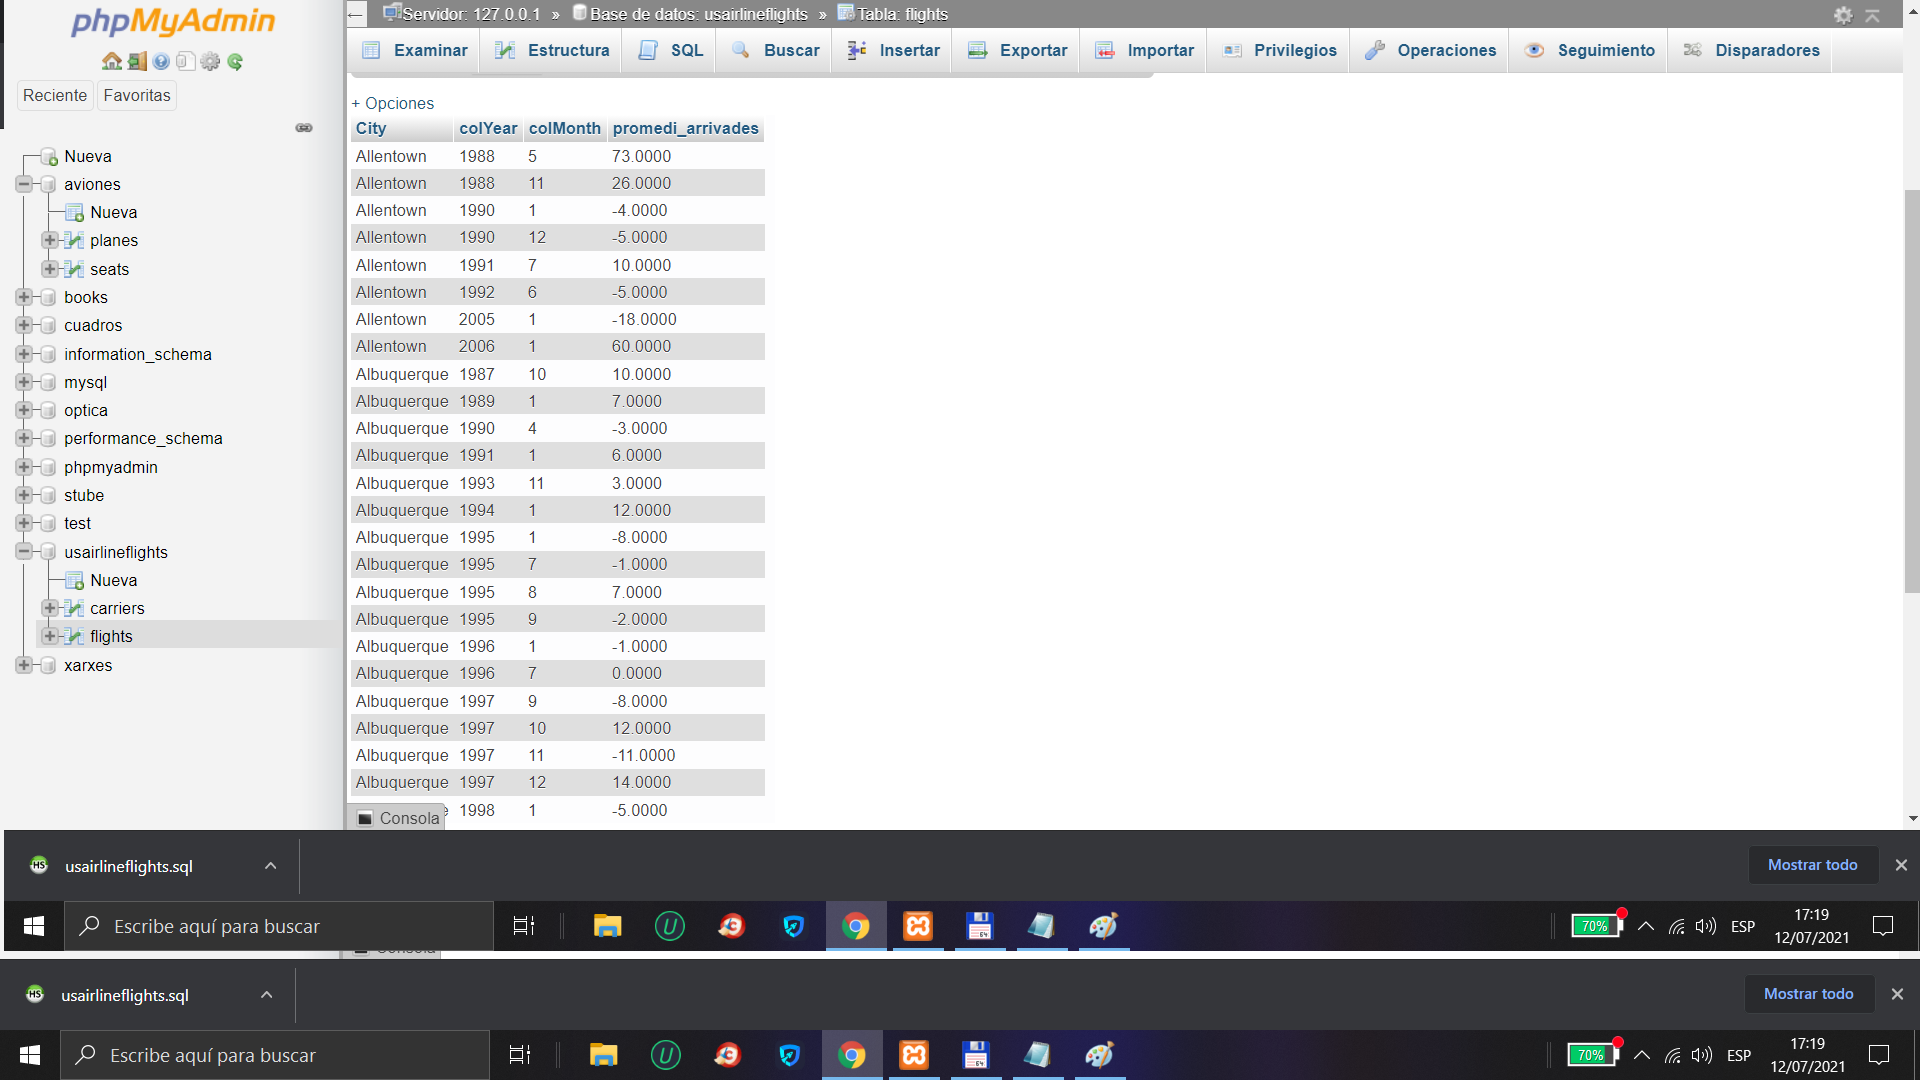 phpMyAdmin
Reciente Favoritas
Nueva
aviones
Nueva
planes
seats
books
cuadros
information_schema
mysql
optica
performance_schema
phpmyadmin
stube
test
usairlineflights
Nueva
carriers
flights
xarxes
← Servidor: 127.0.0.1 » Base de datos: usairlineflights » Tabla: flights
Examinar Estructura SQL Buscar Insertar Exportar Importar Privilegios Operaciones Seguimiento Disparadores
+ Opciones
City colYear colMonth promedi_arrivades
Allentown 1988 5 73.0000
Allentown 1988 11 26.0000
Allentown 1990 1 -4.0000
Allentown 1990 12 -5.0000
Allentown 1991 7 10.0000
Allentown 1992 6 -5.0000
Allentown 2005 1 -18.0000
Allentown 2006 1 60.0000
Albuquerque 1987 10 10.0000
Albuquerque 1989 1 7.0000
Albuquerque 1990 4 -3.0000
Albuquerque 1991 1 6.0000
Albuquerque 1993 11 3.0000
Albuquerque 1994 1 12.0000
Albuquerque 1995 1 -8.0000
Albuquerque 1995 7 -1.0000
Albuquerque 1995 8 7.0000
Albuquerque 1995 9 -2.0000
Albuquerque 1996 1 -1.0000
Albuquerque 1996 7 0.0000
Albuquerque 1997 9 -8.0000
Albuquerque 1997 10 12.0000
Albuquerque 1997 11 -11.0000
Albuquerque 1997 12 14.0000
1998 1 -5.0000
Consola
HS usairlineflights.sql Mostrar todo
Escribe aquí para buscar 70% ESP 17:19
12/07/2021
HS usairlineflights.sql Mostrar todo
Escribe aquí para buscar 70% ESP 17:19
12/07/2021